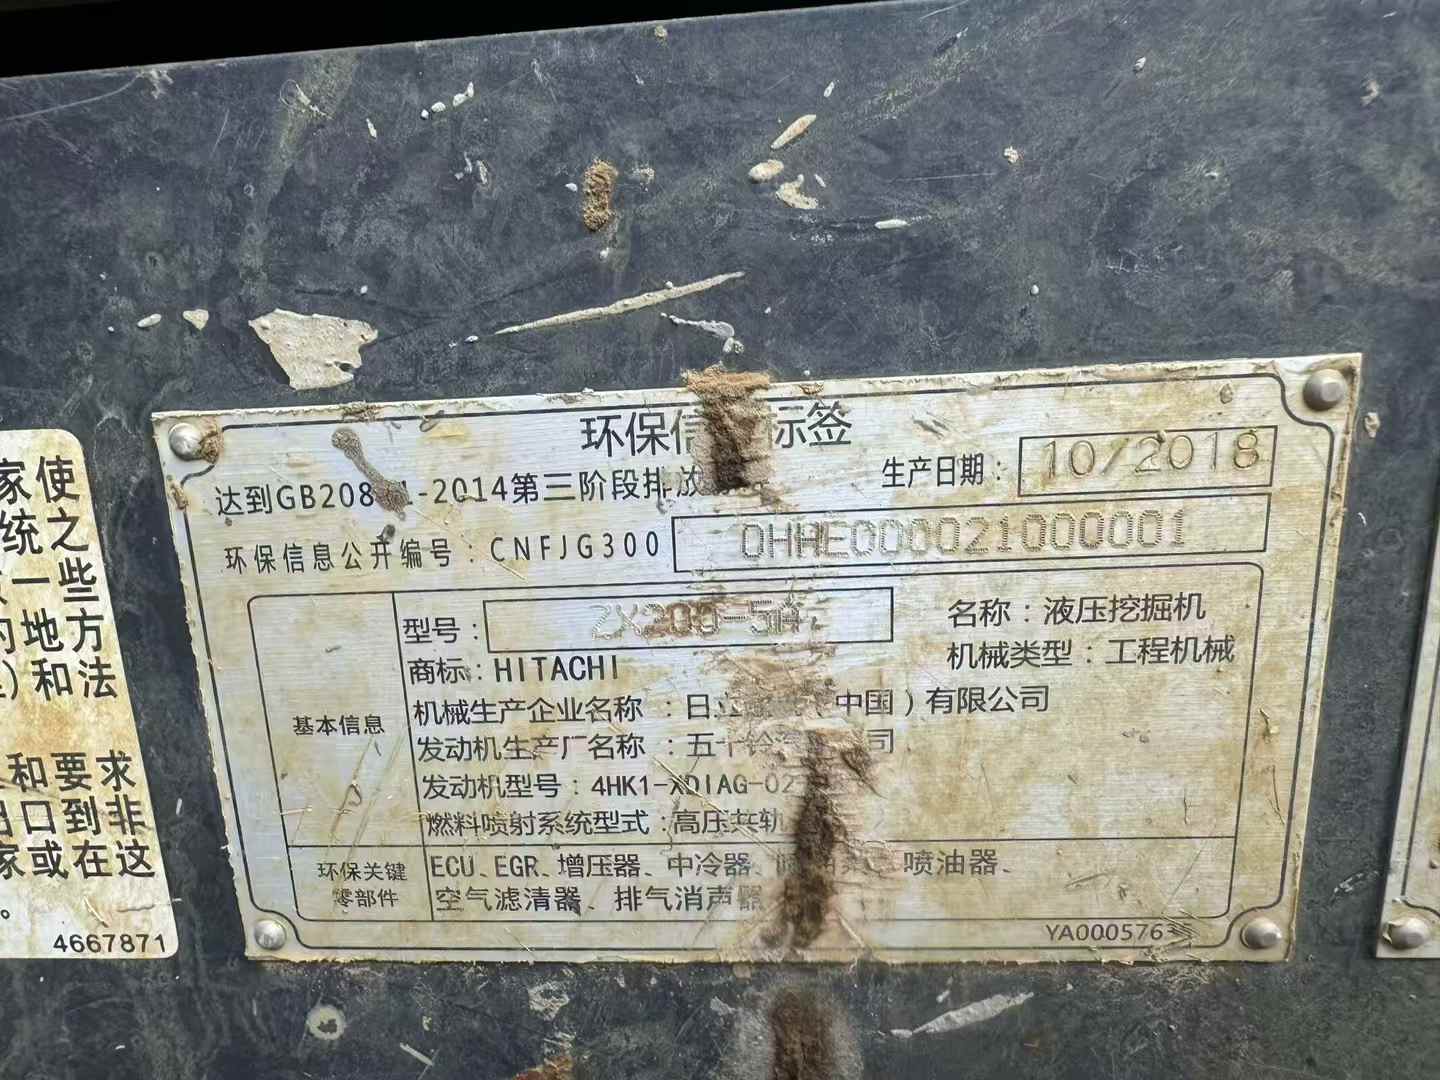 环保信 标签
达到GB208 1-2014第三阶段排放
生产日期： 10/2018
环保信息公开编号：CNFJG300 0HHE000021000001
基本信息
型号： ZX200-5A
名称：液压挖掘机
商标：HITACHI
机械类型：工程机械
机械生产企业名称 ：日立 （中国）有限公司
发动机生产厂名称 ：五十铃 司
发动机型号：4HK1-XDIAG-02
燃料喷射系统型式：高压共轨
环保关键
零部件
ECU、EGR、增压器、中冷器、 喷油器、
空气滤清器、排气消声器
YA000576
家使
统之
一些
的地方
）和法
和要求
出口到非
家或在这
。
4667871